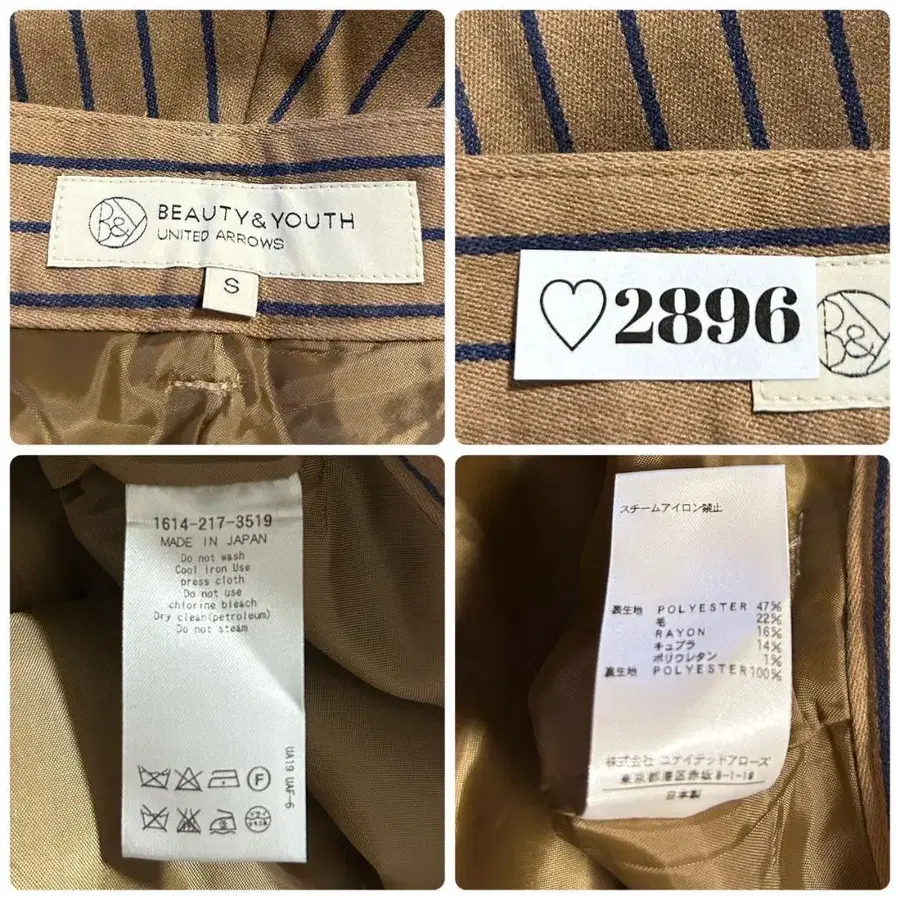 B&Y
BEAUTY&YOUTH
UNITED ARROWS
S
♡2896
B&Y
1614-217-3519
MADE IN JAPAN
Do not wash
Cool iron Use
press cloth
Do not use
chlorine bleach
Dry clean(petroleum)
Do not steam
F
UA19 UAF-6
スチームアイロン禁止
表生地 POLYESTER 47%
毛 22%
RAYON 16%
キュプラ 14%
ポリウレタン 1%
裏生地 POLYESTER 100%
株式会社 ユナイテッドアローズ
東京都港区赤坂8-1-19
日本製